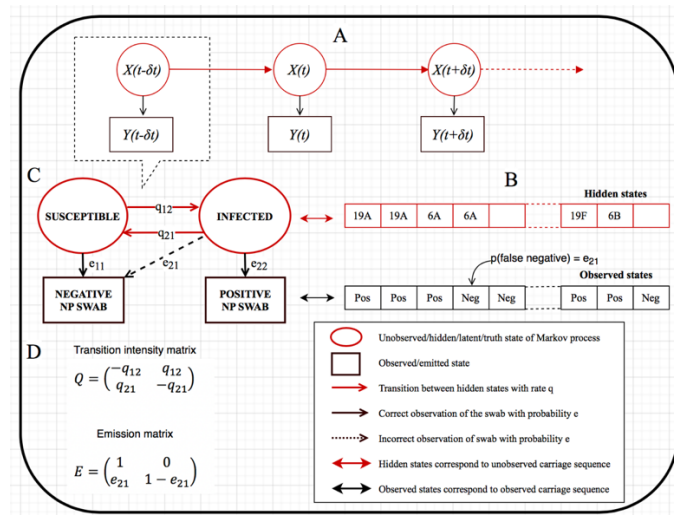 A
X(t-δt)
X(t)
X(t+δt)
Y(t-δt)
Y(t)
Y(t+δt)
C
SUSCEPTIBLE
q12
q21
INFECTED
e11
e21
e22
NEGATIVE
NP SWAB
POSITIVE
NP SWAB
B
Hidden states
19A 19A 6A 6A 19F 6B
p(false negative) = e21
Observed states
Pos Pos Pos Neg Neg Pos Pos Neg
D
Transition intensity matrix
Q = (−q12 q12
q21 −q21)
Emission matrix
E = (1 0
e21 1 − e21)
Unobserved/hidden/latent/truth state of Markov process
Observed/emitted state
Transition between hidden states with rate q
Correct observation of the swab with probability e
Incorrect observation of swab with probability e
Hidden states correspond to unobserved carriage sequence
Observed states correspond to observed carriage sequence